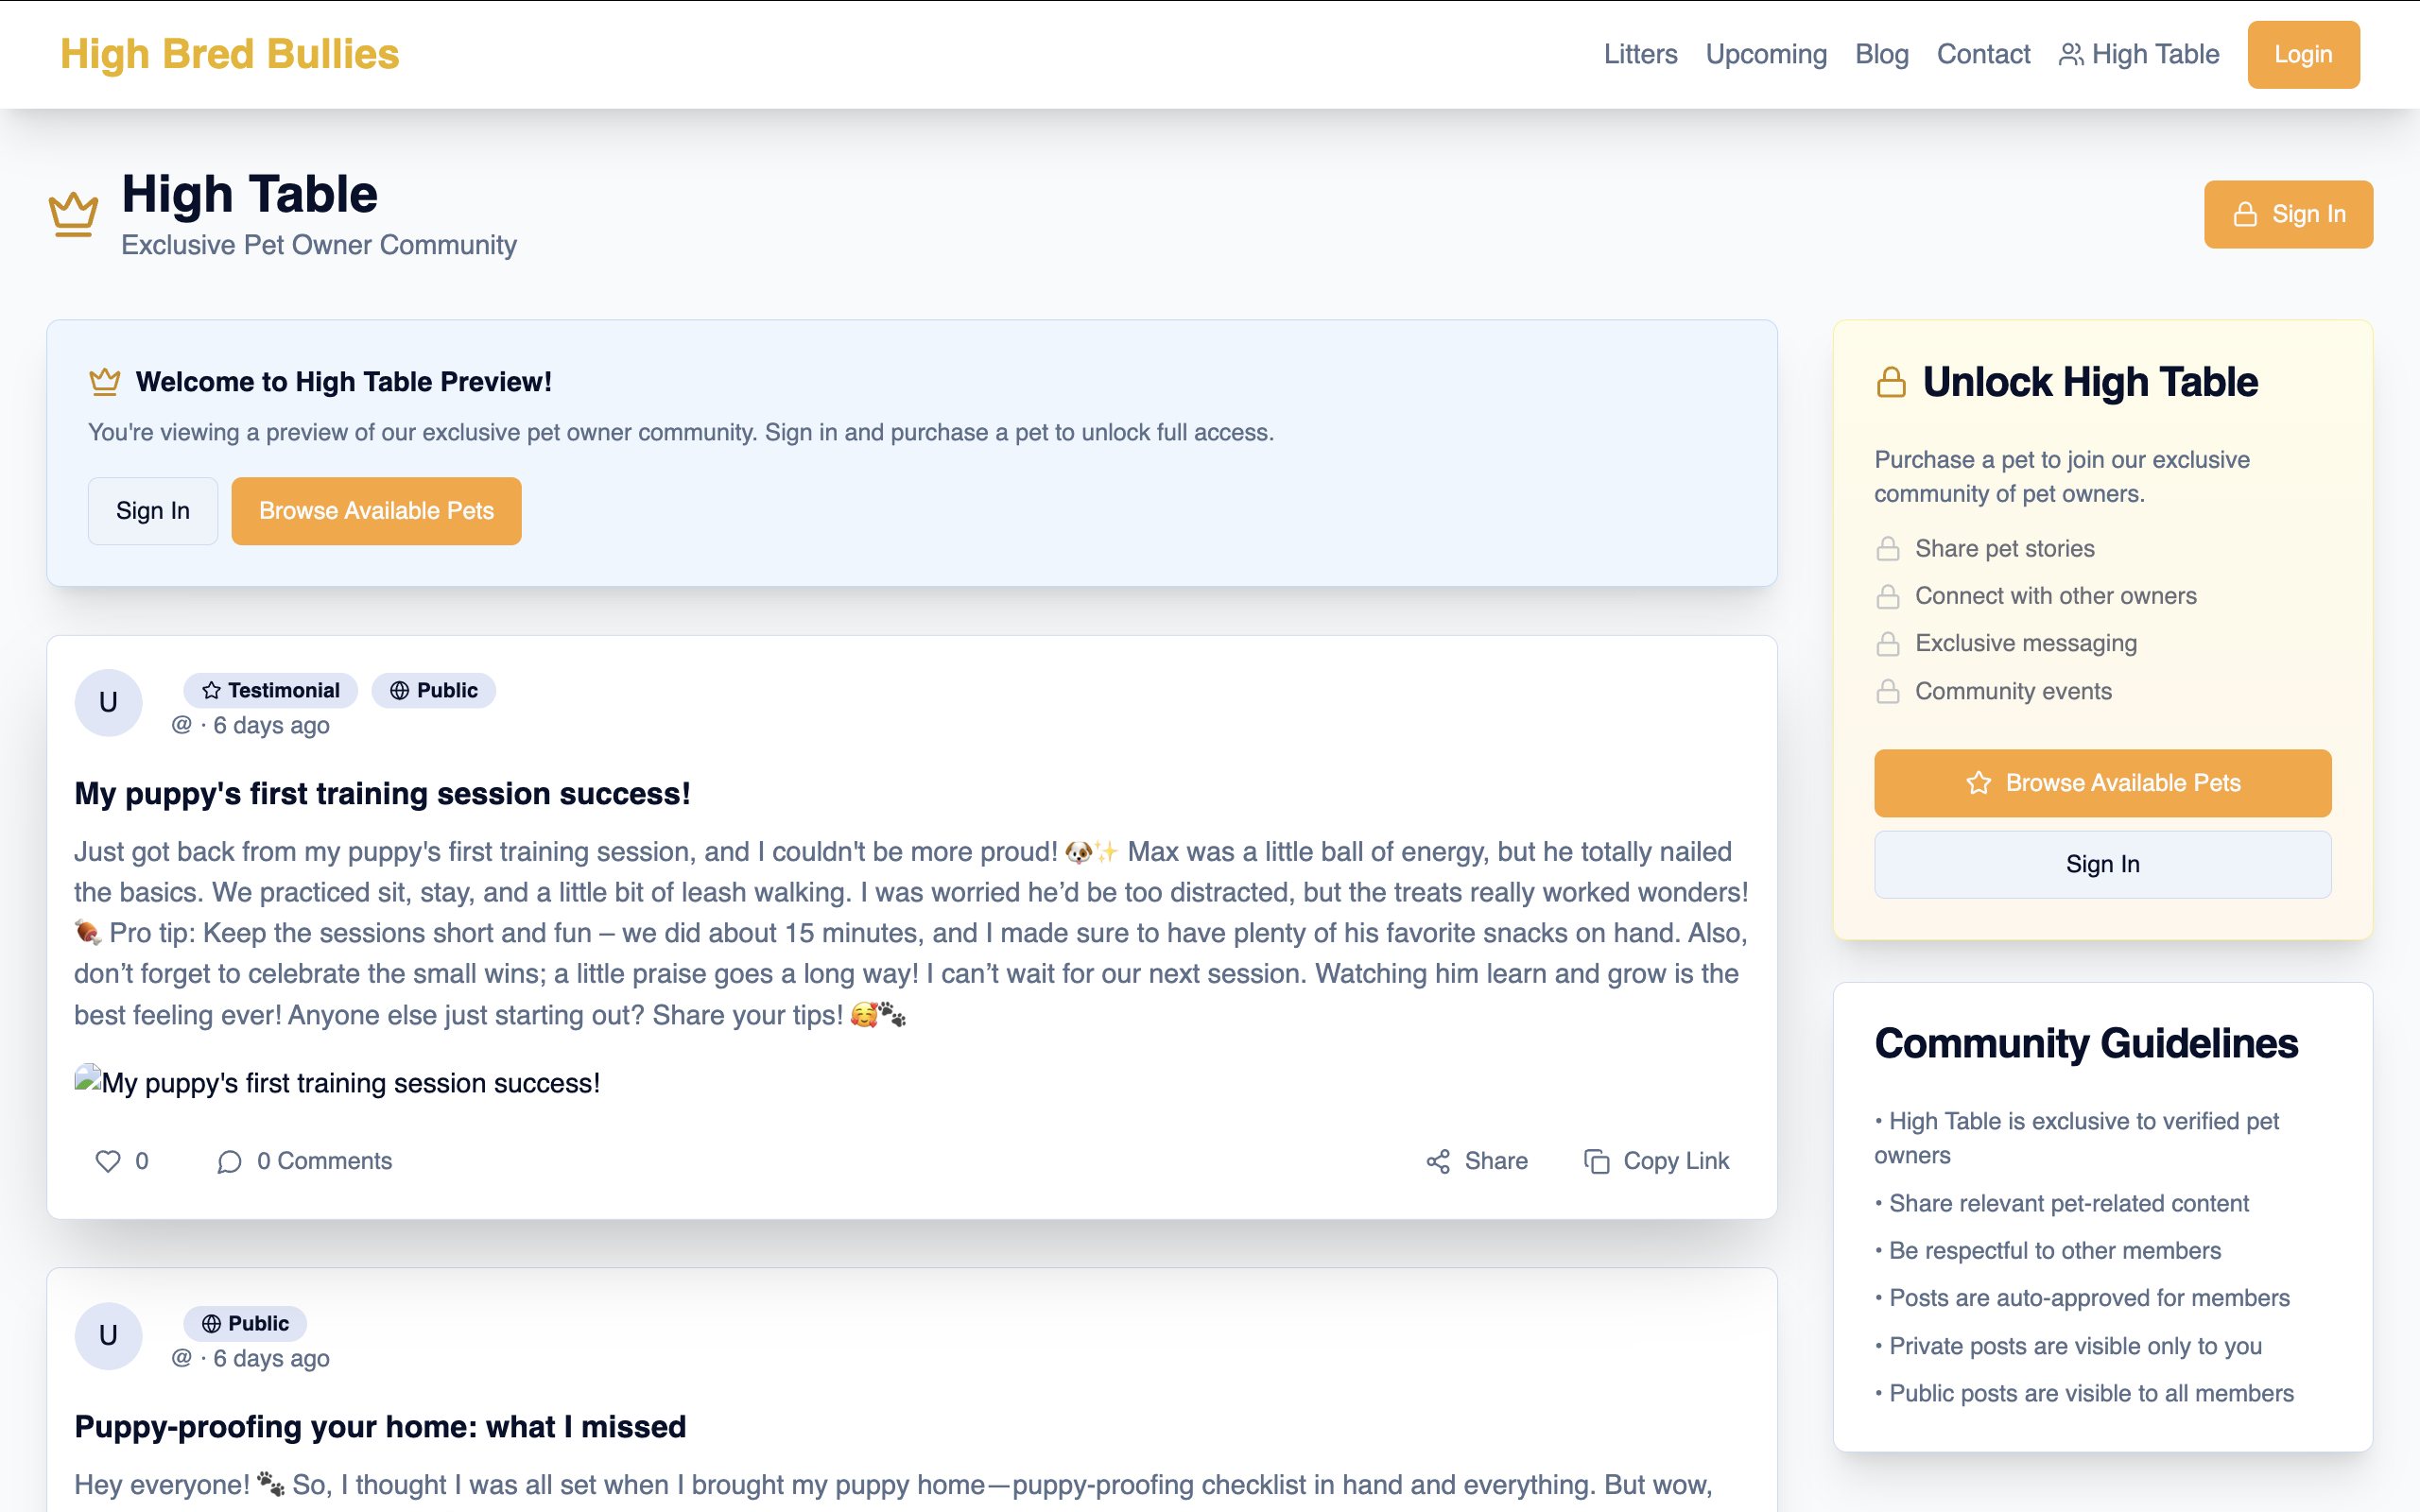 High Bred Bullies
Litters
Upcoming
Blog
Contact
High Table
Login
High Table
Exclusive Pet Owner Community
Sign In
Welcome to High Table Preview!
You're viewing a preview of our exclusive pet owner community. Sign in and purchase a pet to unlock full access.
Sign In
Browse Available Pets
U
Testimonial
Public
@ · 6 days ago
My puppy's first training session success!
Just got back from my puppy's first training session, and I couldn't be more proud! 🐶✨ Max was a little ball of energy, but he totally nailed
the basics. We practiced sit, stay, and a little bit of leash walking. I was worried he’d be too distracted, but the treats really worked wonders!
🍖 Pro tip: Keep the sessions short and fun – we did about 15 minutes, and I made sure to have plenty of his favorite snacks on hand. Also,
don’t forget to celebrate the small wins; a little praise goes a long way! I can’t wait for our next session. Watching him learn and grow is the
best feeling ever! Anyone else just starting out? Share your tips! 🥰🐾
My puppy's first training session success!
0
0 Comments
Share
Copy Link
U
Public
@ · 6 days ago
Puppy-proofing your home: what I missed
Hey everyone! 🐾 So, I thought I was all set when I brought my puppy home—puppy-proofing checklist in hand and everything. But wow,
Unlock High Table
Purchase a pet to join our exclusive
community of pet owners.
Share pet stories
Connect with other owners
Exclusive messaging
Community events
Browse Available Pets
Sign In
Community Guidelines
• High Table is exclusive to verified pet
owners
• Share relevant pet-related content
• Be respectful to other members
• Posts are auto-approved for members
• Private posts are visible only to you
• Public posts are visible to all members